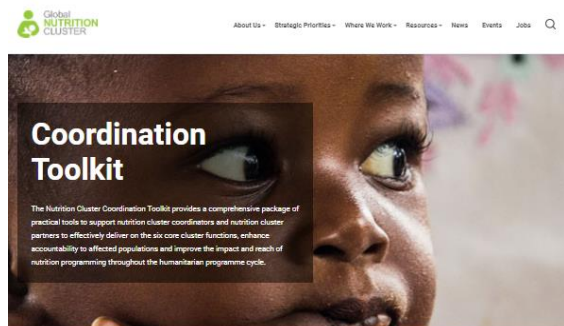 Global
NUTRITION
CLUSTER
About Us Strategic Priorities Where We Work Resources News Events Jobs
Coordination
Toolkit
The Nutrition Cluster Coordination Toolkit provides a comprehensive package of
practical tools to support nutrition cluster coordinators and nutrition cluster
partners to effectively deliver on the six core cluster functions, enhance
accountability to affected populations and improve the impact and reach of
nutrition programming throughout the humanitarian programme cycle.